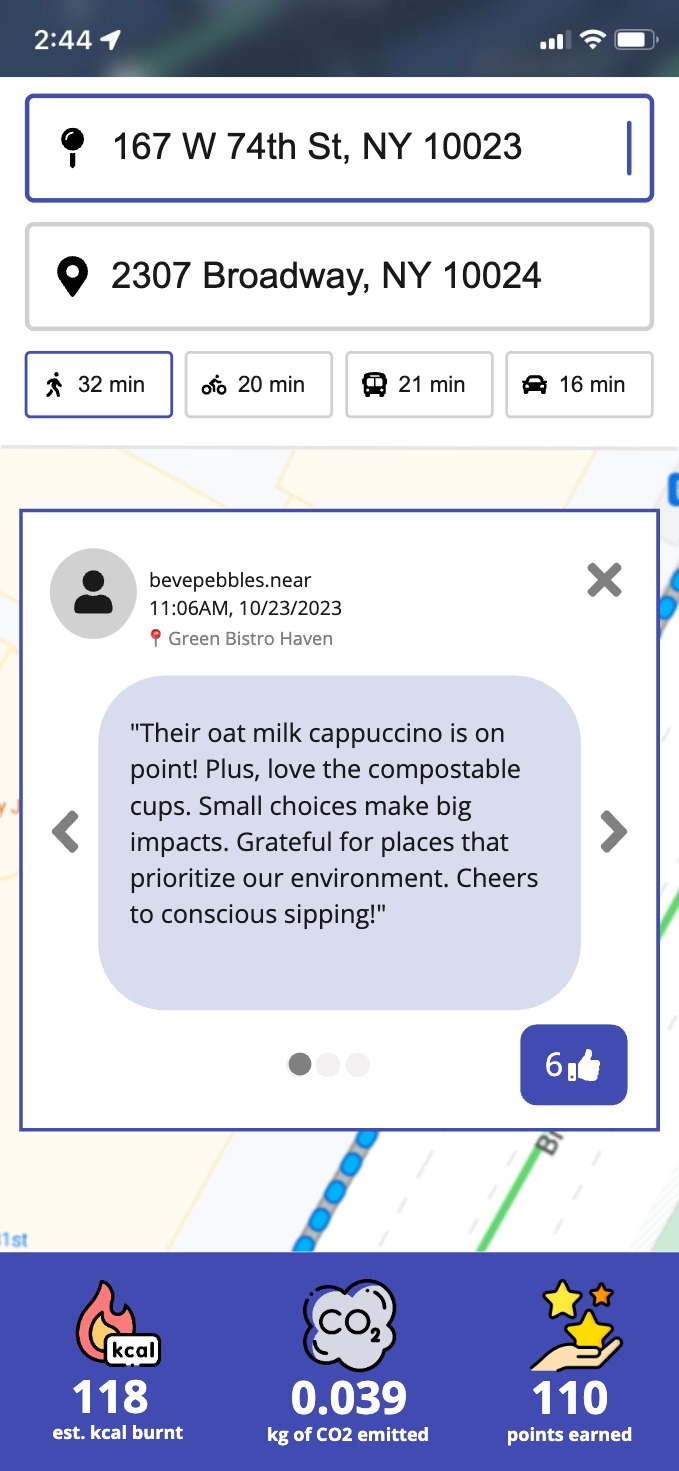 2:44
167 W 74th St, NY 10023
2307 Broadway, NY 10024
32 min
20 min
21 min
16 min
bevepebbles.near
11:06AM, 10/23/2023
Green Bistro Haven
"Their oat milk cappuccino is on
point! Plus, love the compostable
cups. Small choices make big
impacts. Grateful for places that
prioritize our environment. Cheers
to conscious sipping!"
6
kcal
CO2
118
0.039
110
est. kcal burnt
kg of CO2 emitted
points earned